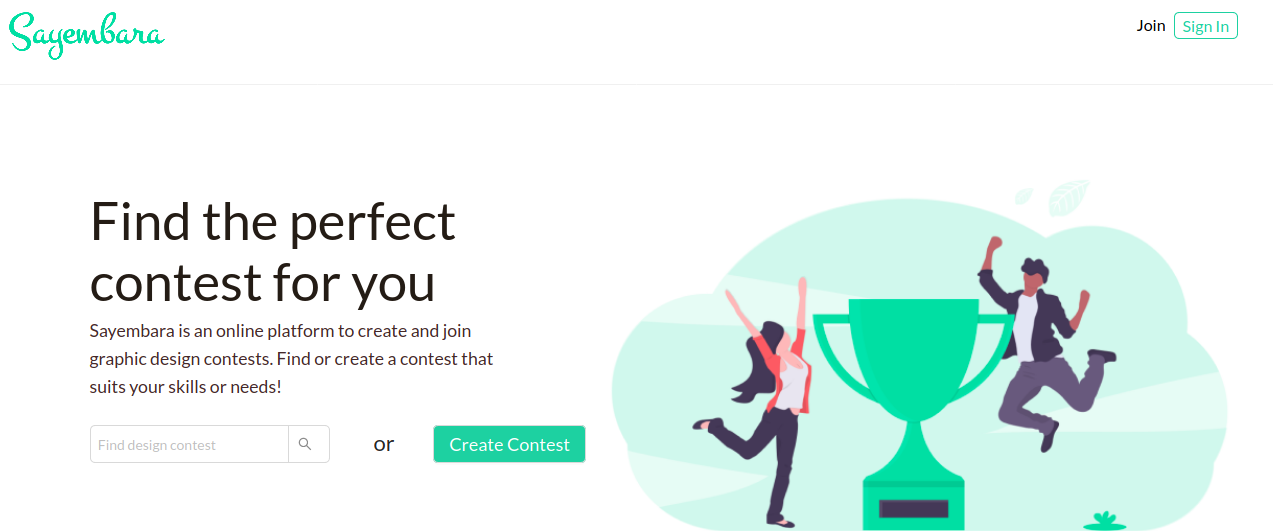 Sayembara
Join
Sign In
Find the perfect
contest for you
Sayembara is an online platform to create and join
graphic design contests. Find or create a contest that
suits your skills or needs!
Find design contest
or
Create Contest